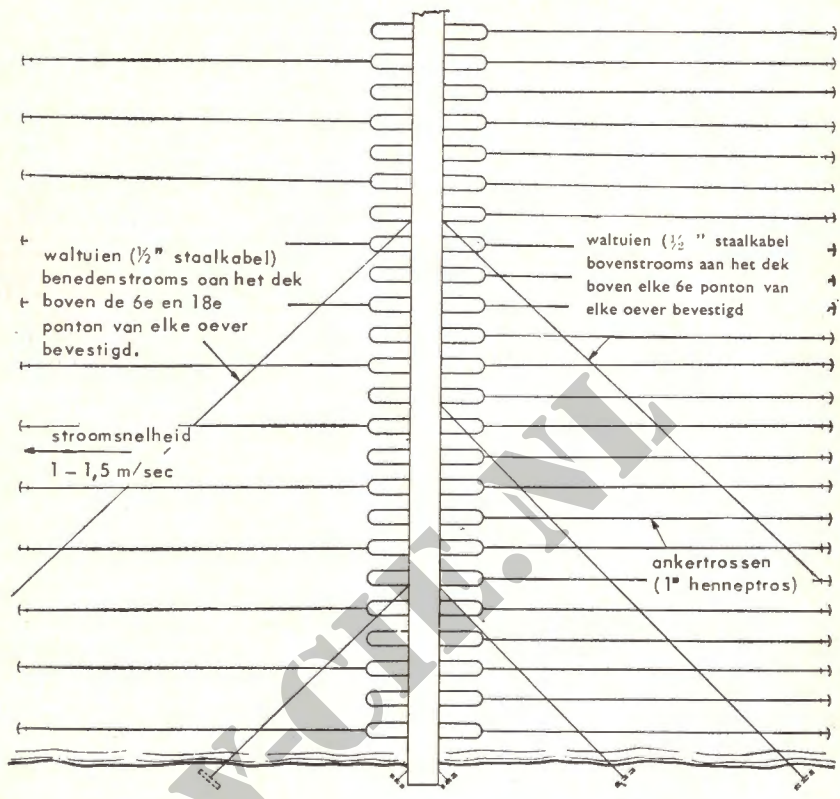 waltuien (½" staalkabel)
benedenstrooms aan het dek
boven de 6e en 18e
ponton van elke oever
bevestigd.
waltuien (½" staalkabel
bovenstrooms aan het dek
boven elke 6e ponton van
elke oever bevestigd
stroomsnelheid
1 – 1,5 m/sec
ankertrossen
(1" henneptros)
Y-CIE.NL